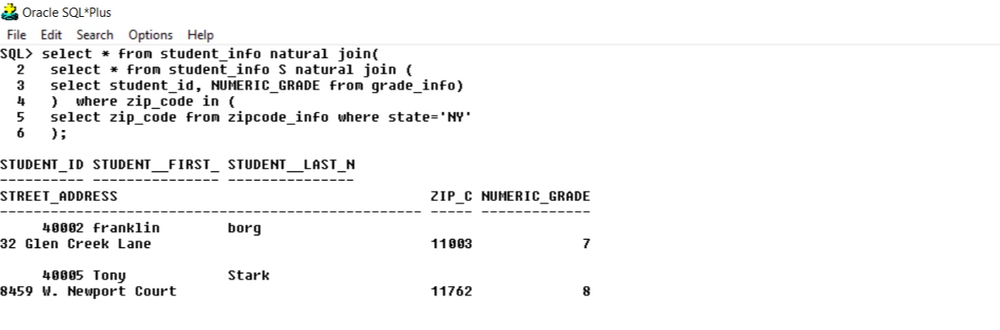 Oracle SQL*Plus
File Edit Search Options Help
SQL> select * from student_info natural join(
2 select * from student_info S natural join (
3 select student_id, NUMERIC_GRADE from grade_info)
4 ) where zip_code in (
5 select zip_code from zipcode_info where state='NY'
6 );
STUDENT_ID STUDENT__FIRST_ STUDENT__LAST_N
---------- --------------- ---------------
STREET_ADDRESS ZIP_C NUMERIC_GRADE
-------------------------------------------------- ----- -------------
40002 franklin borg
32 Glen Creek Lane 11003 7
40005 Tony Stark
8459 W. Newport Court 11762 8